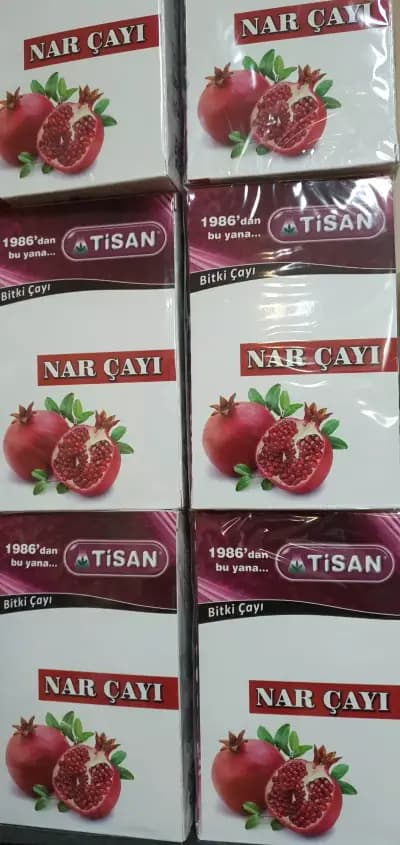 NAR ÇAYI
NAR ÇAYI
1986'dan
bu yana...
TİSAN
Bitki Çayı
NAR ÇAYI
1986'dan
bu yana...
TİSAN
Bitki Çayı
NAR ÇAYI
1986'dan
bu yana...
TİSAN
Bitki Çayı
NAR ÇAYI
1986'dan
bu yana...
TİSAN
Bitki Çayı
NAR ÇAYI